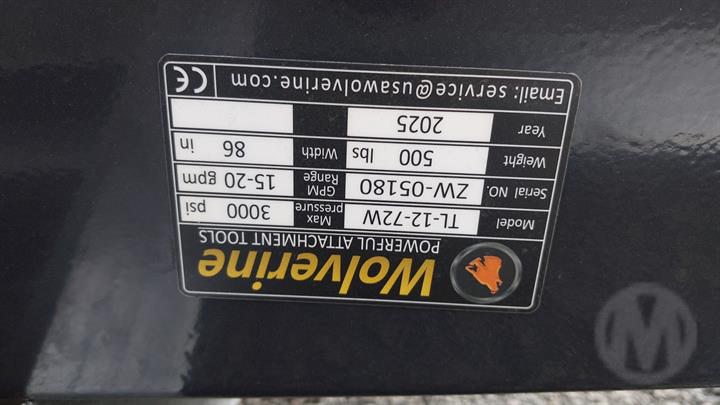 Wolverine
POWERFUL ATTACHMENT TOOLS
Model TL-12-72W Max pressure 3000 psi
Serial NO. ZW-05180 GPM Range 15-20 gpm
Weight 500 lbs Width 86 in
Year 2025
Email: service@usawolverine.com CE
M